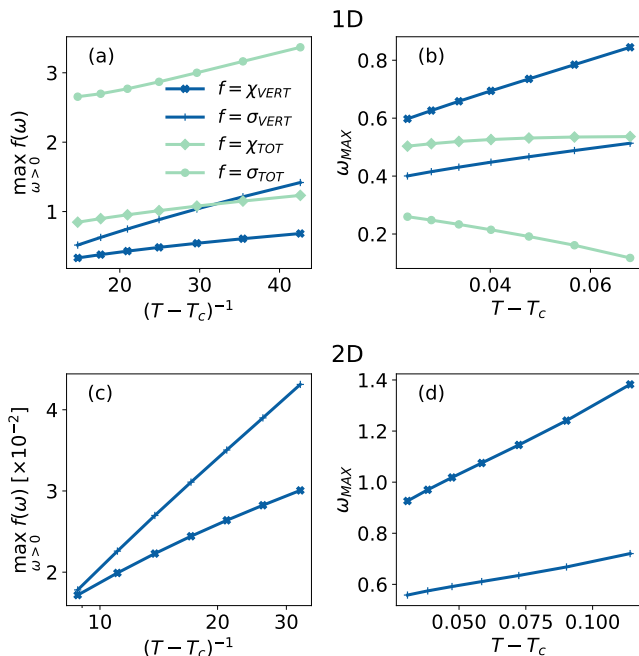 1D
(a)
f = χVERT
f = σVERT
f = χTOT
f = σTOT
max f(ω)
ω>0
3
2
1
20 30 40
(T − Tc)⁻¹
(b)
ωMAX
0.8
0.6
0.4
0.2
0.04 0.06
T − Tc
2D
(c)
max f(ω) [×10⁻²]
ω>0
4
3
2
10 20 30
(T − Tc)⁻¹
(d)
ωMAX
1.4
1.2
1.0
0.8
0.6
0.050 0.075 0.100
T − Tc